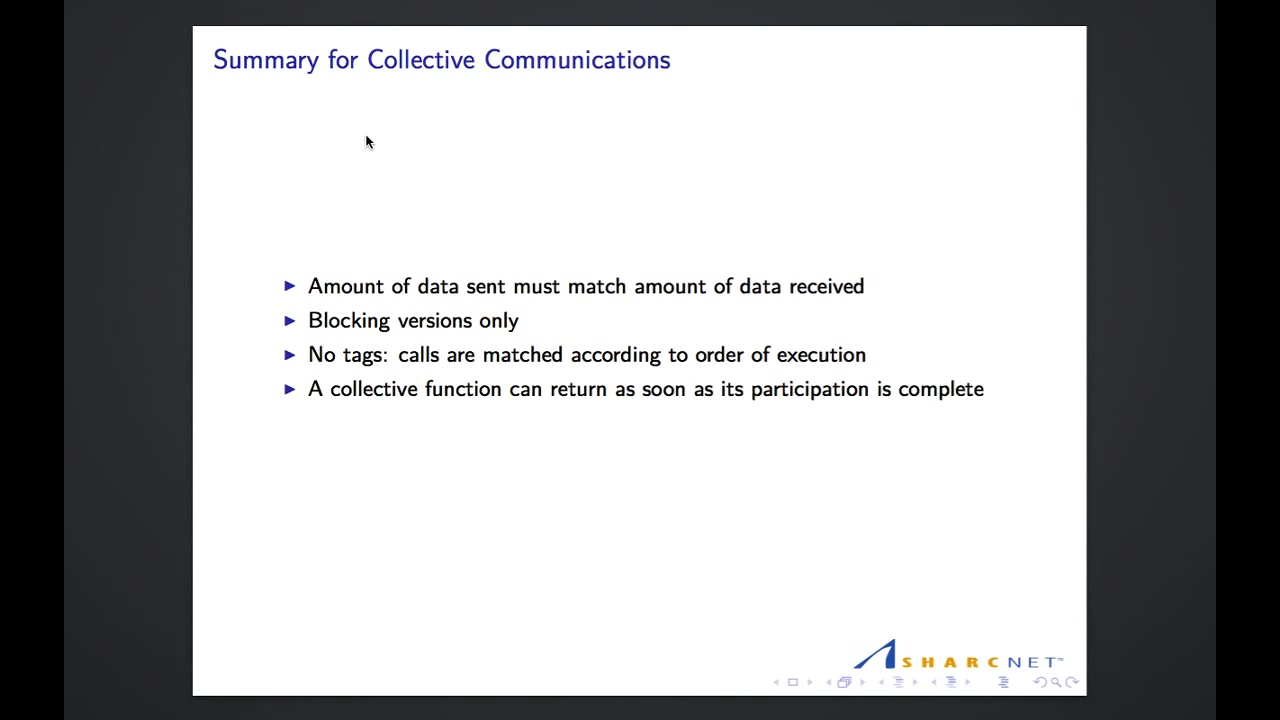 Summary for Collective Communications
Amount of data sent must match amount of data received
Blocking versions only
No tags: calls are matched according to order of execution
A collective function can return as soon as its participation is complete
SHARCNET™